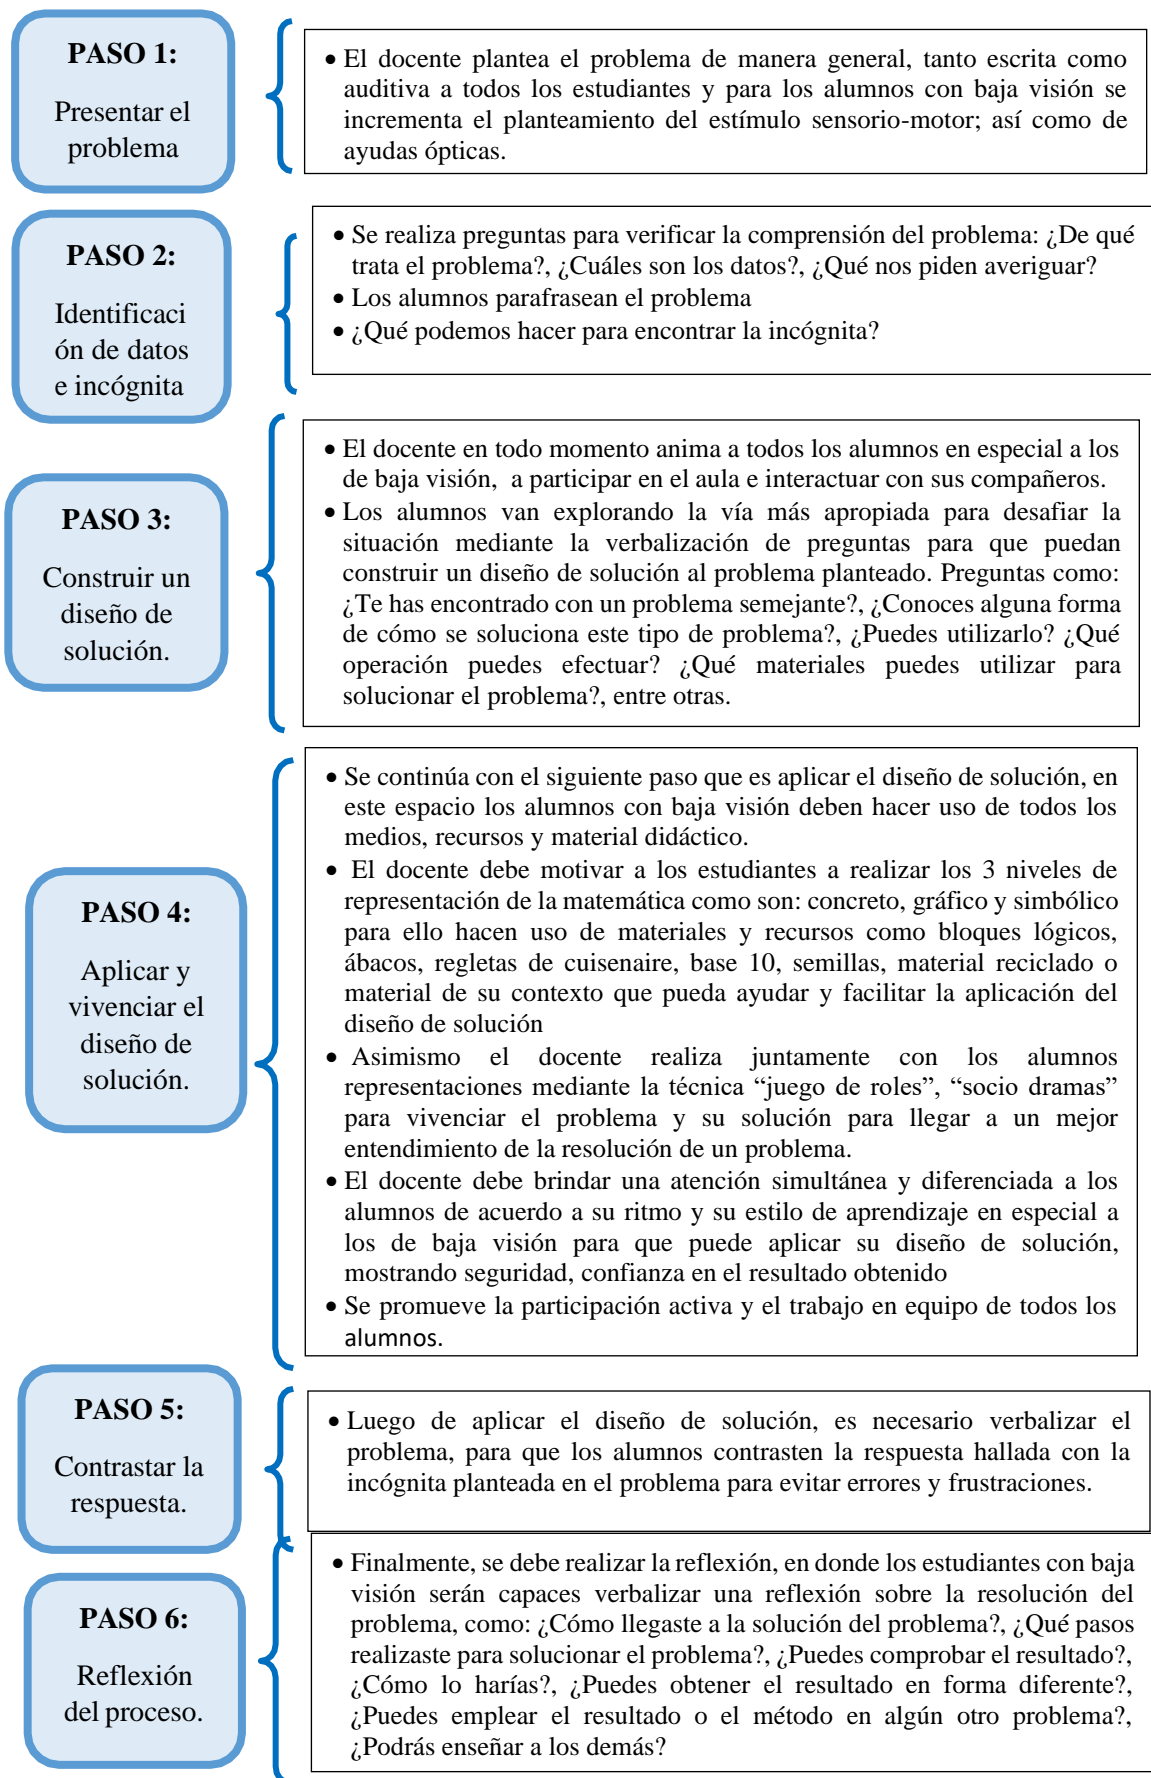 PASO 1:
Presentar el
problema
• El docente plantea el problema de manera general, tanto escrita como
auditiva a todos los estudiantes y para los alumnos con baja visión se
incrementa el planteamiento del estímulo sensorio-motor; así como de
ayudas ópticas.
PASO 2:
Identificaci
ón de datos
e incógnita
• Se realiza preguntas para verificar la comprensión del problema: ¿De qué
trata el problema?, ¿Cuáles son los datos?, ¿Qué nos piden averiguar?
• Los alumnos parafrasean el problema
• ¿Qué podemos hacer para encontrar la incógnita?
PASO 3:
Construir un
diseño de
solución.
• El docente en todo momento anima a todos los alumnos en especial a los
de baja visión, a participar en el aula e interactuar con sus compañeros.
• Los alumnos van explorando la vía más apropiada para desafiar la
situación mediante la verbalización de preguntas para que puedan
construir un diseño de solución al problema planteado. Preguntas como:
¿Te has encontrado con un problema semejante?, ¿Conoces alguna forma
de cómo se soluciona este tipo de problema?, ¿Puedes utilizarlo? ¿Qué
operación puedes efectuar? ¿Qué materiales puedes utilizar para
solucionar el problema?, entre otras.
PASO 4:
Aplicar y
vivenciar el
diseño de
solución.
• Se continúa con el siguiente paso que es aplicar el diseño de solución, en
este espacio los alumnos con baja visión deben hacer uso de todos los
medios, recursos y material didáctico.
• El docente debe motivar a los estudiantes a realizar los 3 niveles de
representación de la matemática como son: concreto, gráfico y simbólico
para ello hacen uso de materiales y recursos como bloques lógicos,
ábacos, regletas de cuisenaire, base 10, semillas, material reciclado o
material de su contexto que pueda ayudar y facilitar la aplicación del
diseño de solución
• Asimismo el docente realiza juntamente con los alumnos
representaciones mediante la técnica “juego de roles”, “socio dramas”
para vivenciar el problema y su solución para llegar a un mejor
entendimiento de la resolución de un problema.
• El docente debe brindar una atención simultánea y diferenciada a los
alumnos de acuerdo a su ritmo y su estilo de aprendizaje en especial a
los de baja visión para que puede aplicar su diseño de solución,
mostrando seguridad, confianza en el resultado obtenido
• Se promueve la participación activa y el trabajo en equipo de todos los
alumnos.
PASO 5:
Contrastar la
respuesta.
• Luego de aplicar el diseño de solución, es necesario verbalizar el
problema, para que los alumnos contrasten la respuesta hallada con la
incógnita planteada en el problema para evitar errores y frustraciones.
PASO 6:
Reflexión
del proceso.
• Finalmente, se debe realizar la reflexión, en donde los estudiantes con baja
visión serán capaces verbalizar una reflexión sobre la resolución del
problema, como: ¿Cómo llegaste a la solución del problema?, ¿Qué pasos
realizaste para solucionar el problema?, ¿Puedes comprobar el resultado?,
¿Cómo lo harías?, ¿Puedes obtener el resultado en forma diferente?,
¿Puedes emplear el resultado o el método en algún otro problema?,
¿Podrás enseñar a los demás?